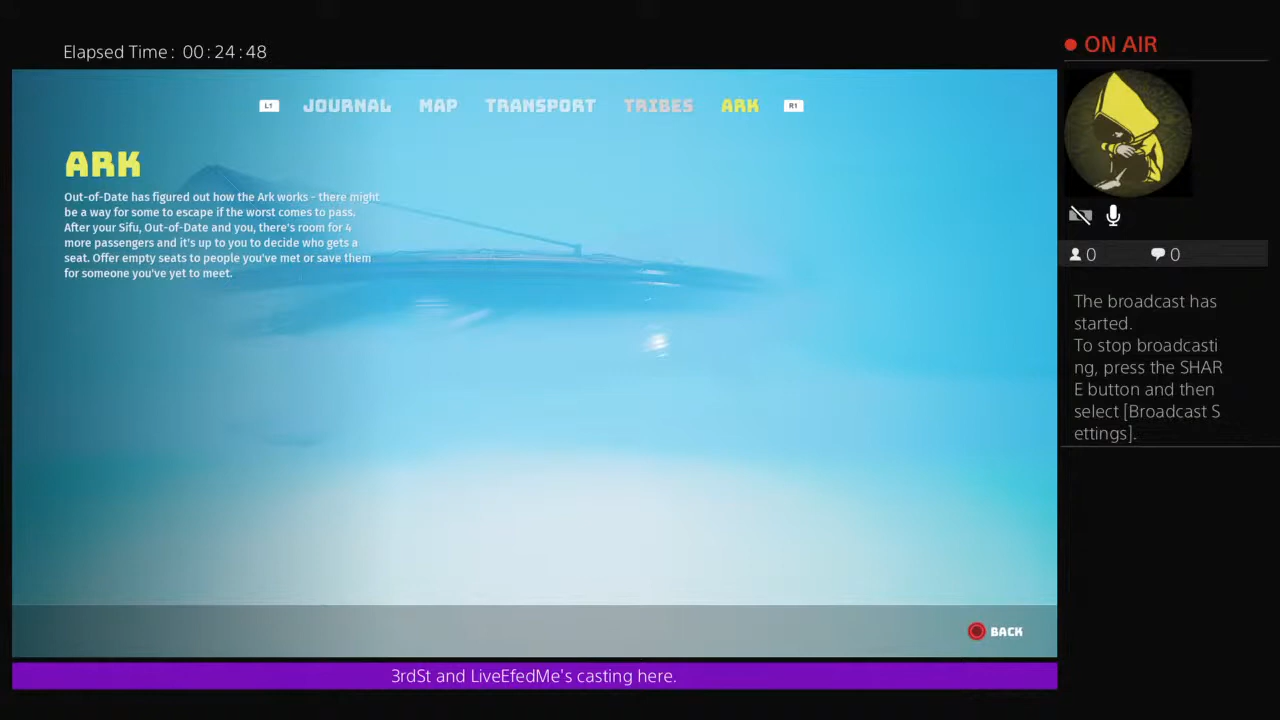 Elapsed Time: 00:24:48
ON AIR
L1 JOURNAL MAP TRANSPORT TRIBES ARK R1
ARK
Out-of-Date has figured out how the Ark works - there might
be a way for some to escape if the worst comes to pass.
After your Sifu, Out-of-Date and you, there's room for 4
more passengers and it's up to you to decide who gets a
seat. Offer empty seats to people you've met or save them
for someone you've yet to meet.
0 0
The broadcast has
started.
To stop broadcasti
ng, press the SHAR
E button and then
select [Broadcast S
ettings].
BACK
3rdSt and LiveEfedMe's casting here.